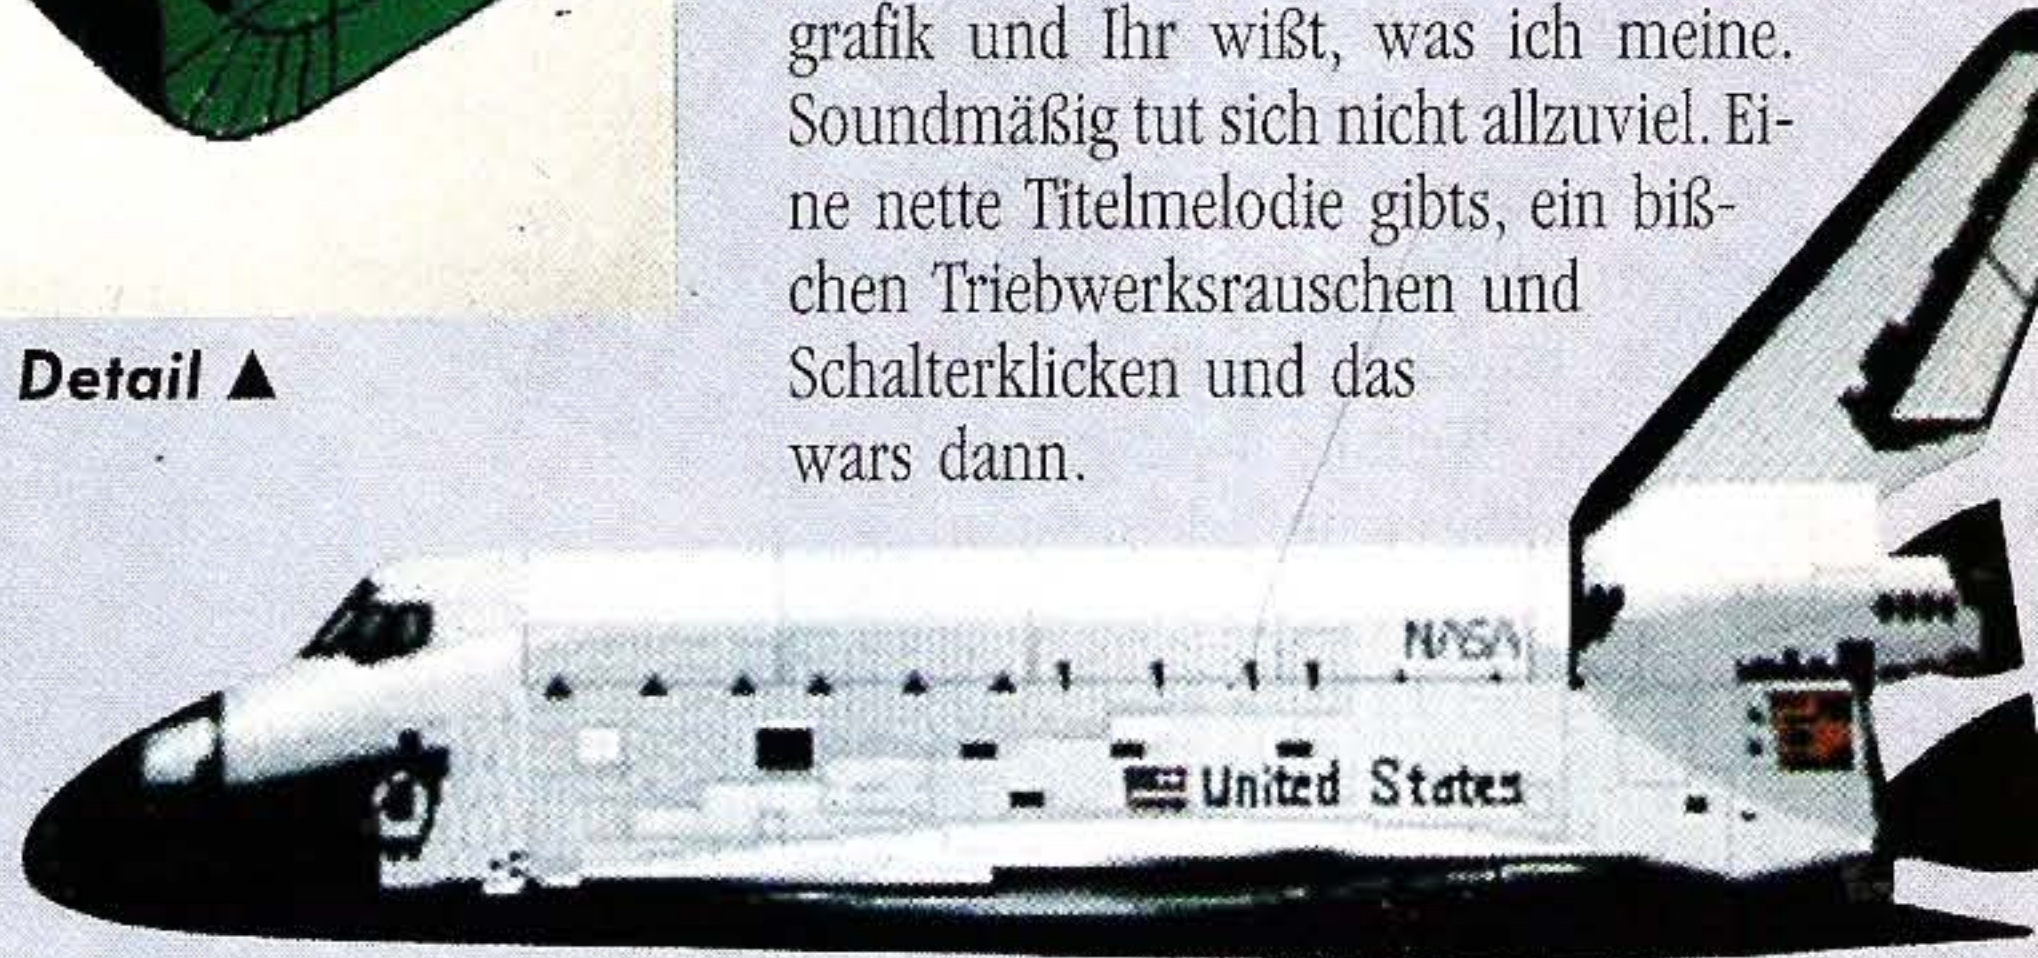 grafik und Ihr wißt, was ich meine.
Soundmäßig tut sich nicht allzuviel. Ei-
ne nette Titelmelodie gibts, ein biß-
chen Triebwerksrauschen und
Schalterklicken und das
wars dann.
Detail ▲
NASA
United States